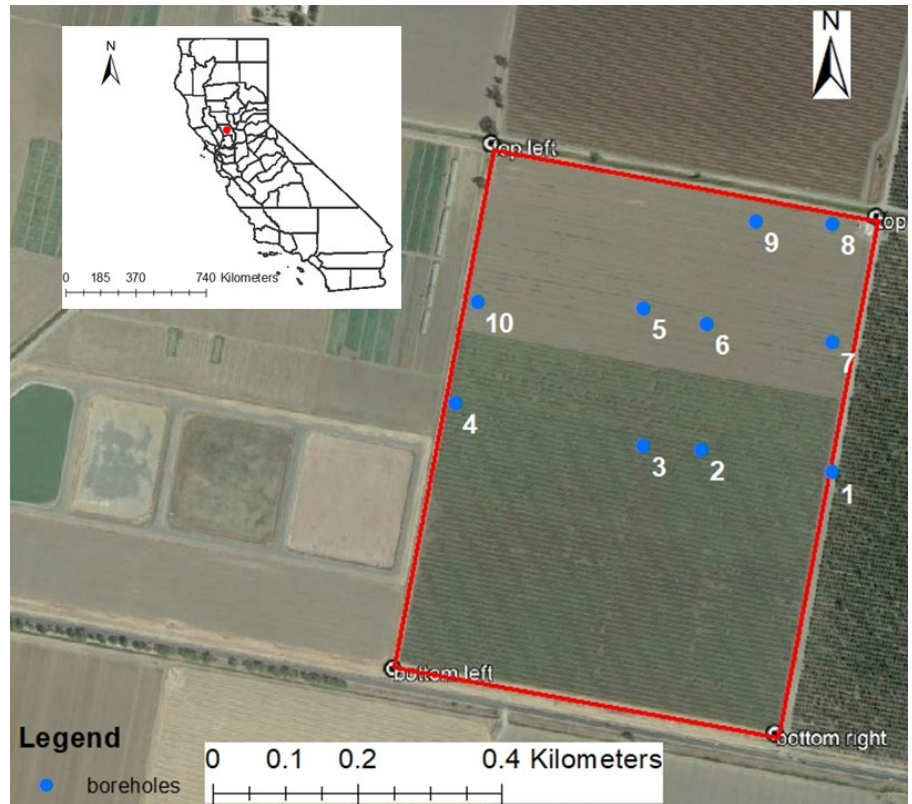 N
N
0 185 370 740 Kilometers
top left
top
9
8
10
5
6
7
4
3
2
1
bottom left
bottom right
Legend
boreholes
0 0.1 0.2 0.4 Kilometers